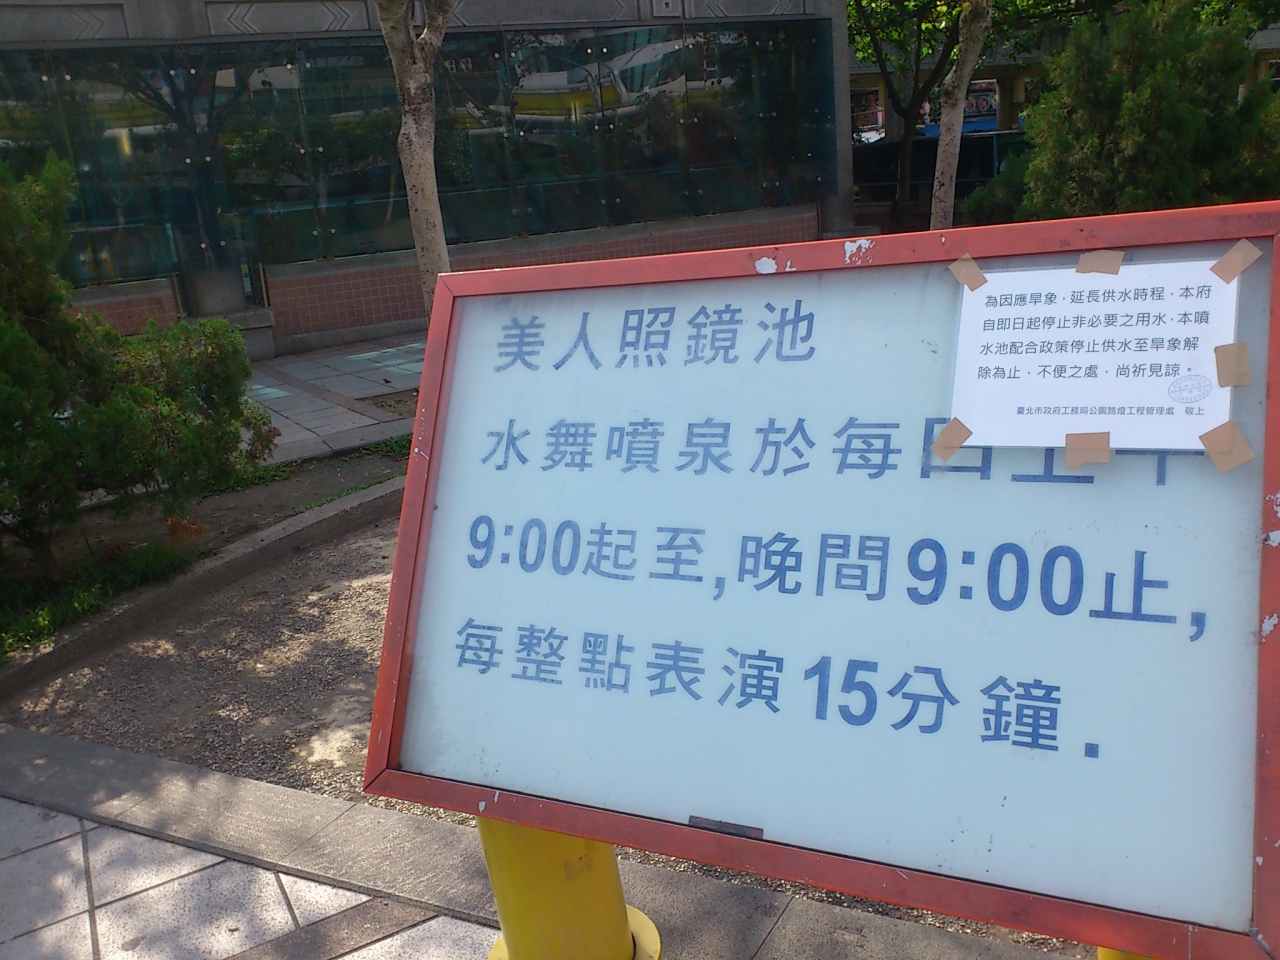 美人照鏡池
水舞噴泉於每日上午
9:00起至,晚間9:00止,
每整點表演15分鐘.
為因應旱象，延長供水時程，本府
自即日起停止非必要之用水，本噴
水池配合政策停止供水至旱象解
除為止，不便之處，尚祈見諒。
臺北市政府工務局公園路燈工程管理處 敬上